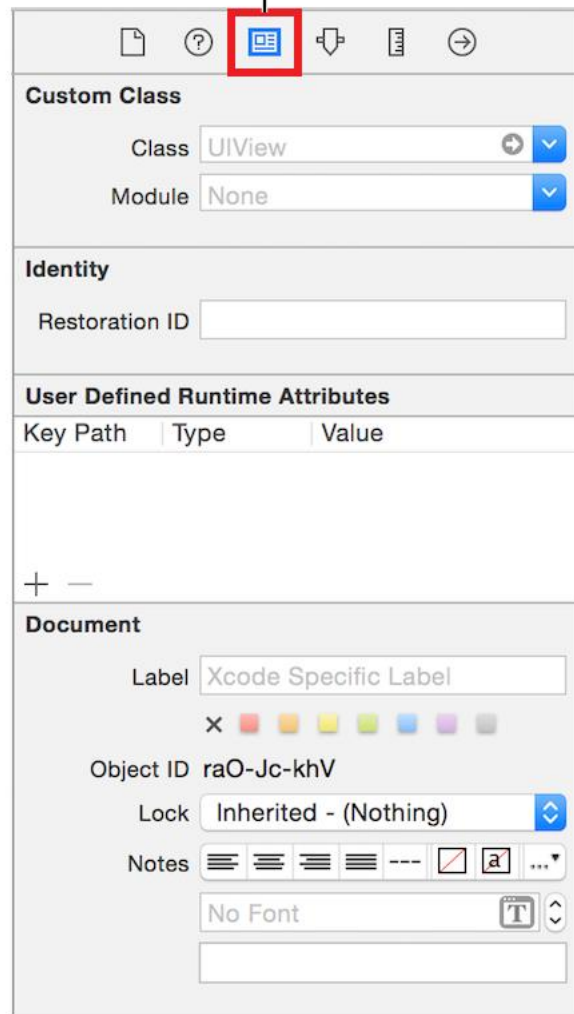 Custom Class
Class UIView
Module None
Identity
Restoration ID
User Defined Runtime Attributes
Key Path Type Value
Document
Label Xcode Specific Label
Object ID raO-Jc-khV
Lock Inherited - (Nothing)
Notes --- a ...
No Font T